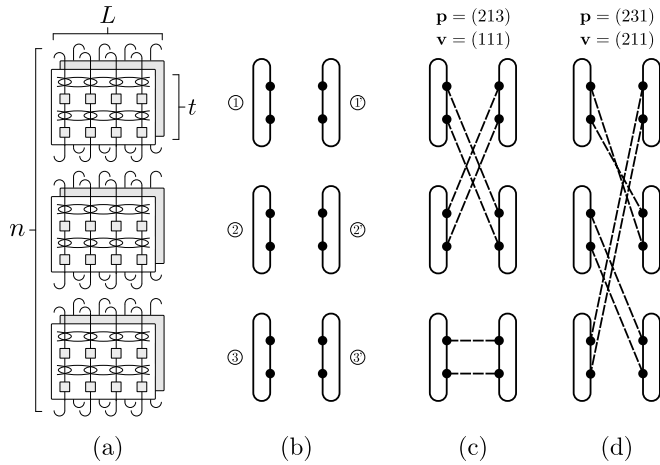 L
n
t
① ①'
② ②'
③ ③'
p = (213)
v = (111)
p = (231)
v = (211)
(a) (b) (c) (d)